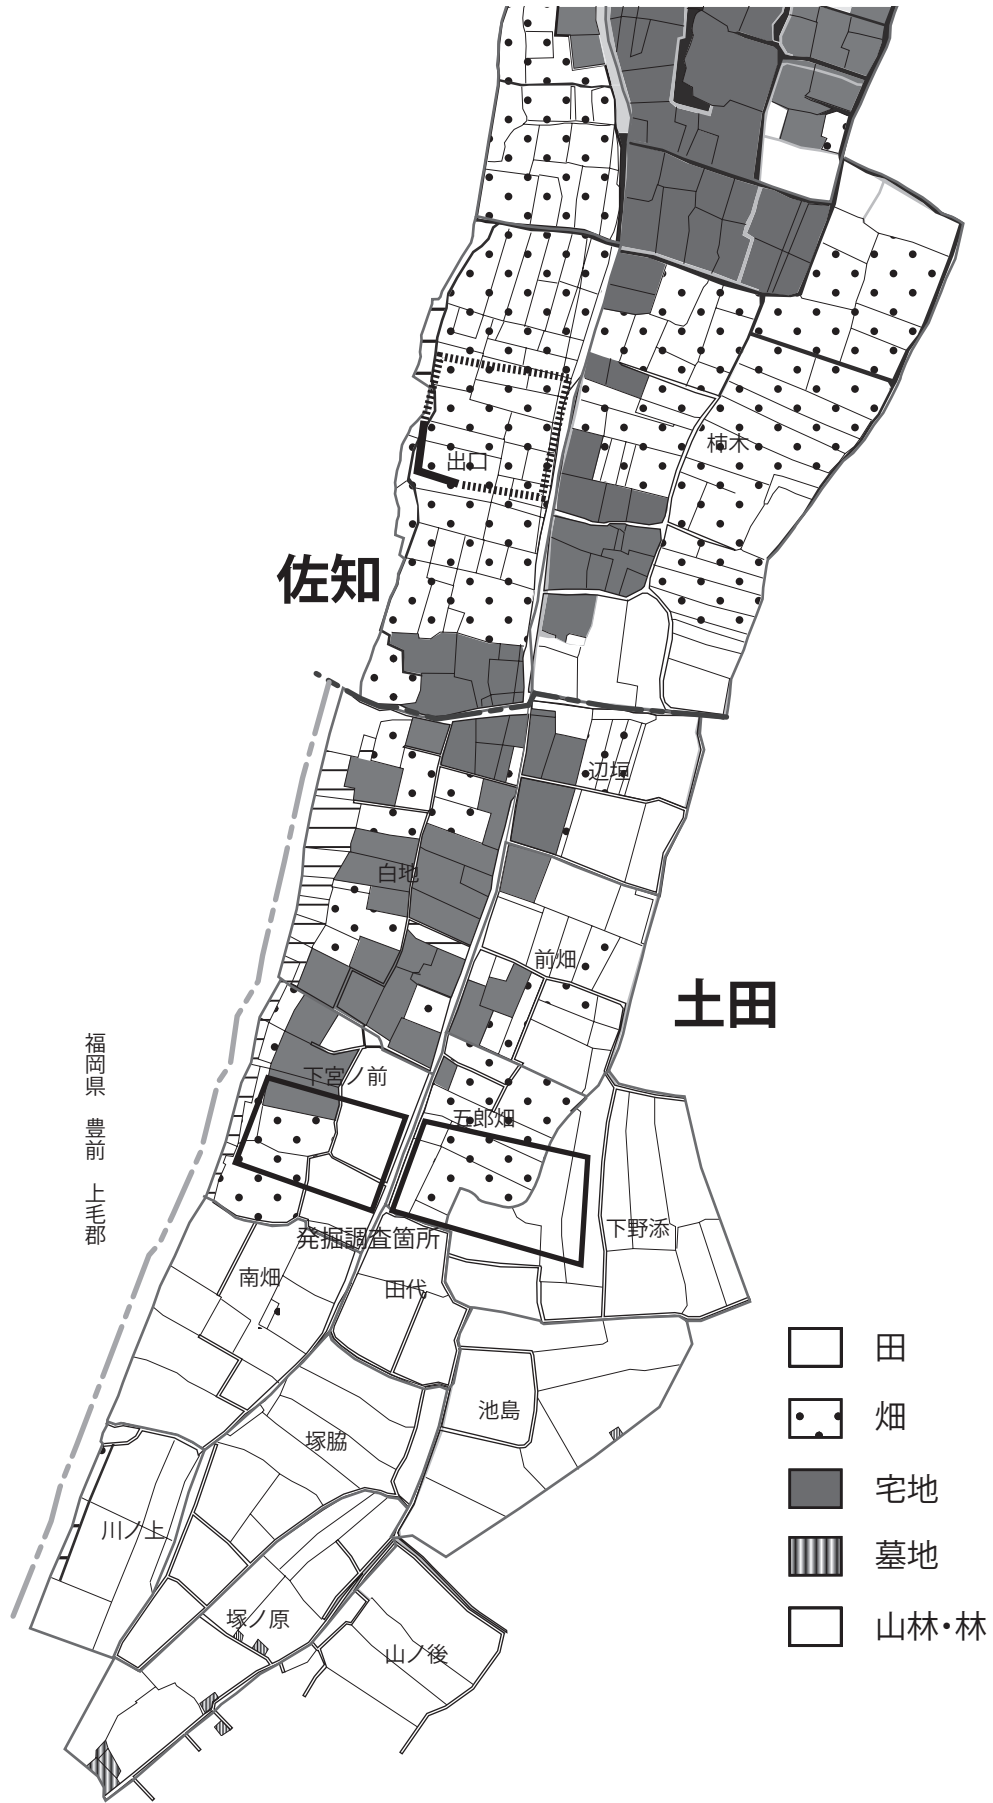 柿木
出口
佐知
辺垣
白地
前畑
土田
福岡県 豊前 上毛郡
下宮ノ前
五郎畑
発掘調査箇所
下野添
南畑
田代
池島
塚脇
川ノ上
塚ノ原
山ノ後
田
畑
宅地
墓地
山林・林